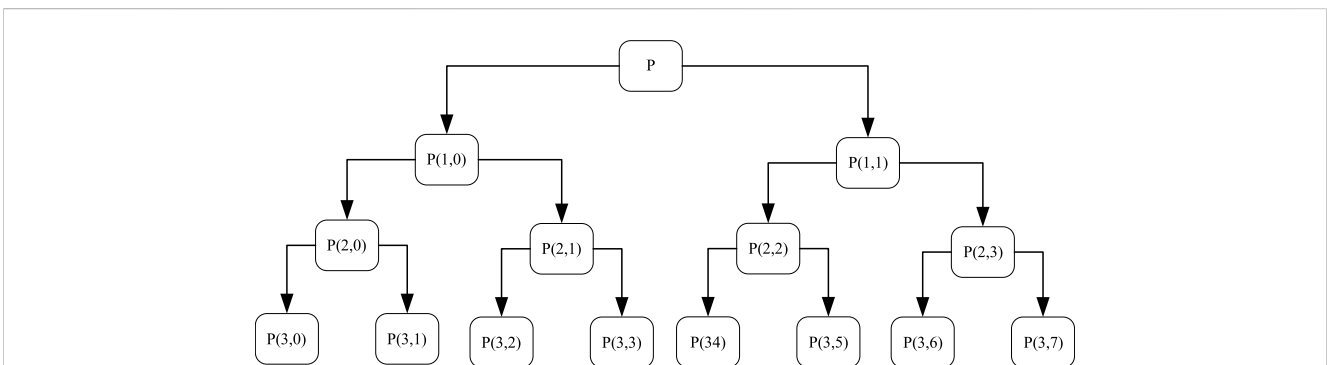 P
P(1,0)
P(1,1)
P(2,0)
P(2,1)
P(2,2)
P(2,3)
P(3,0)
P(3,1)
P(3,2)
P(3,3)
P(34)
P(3,5)
P(3,6)
P(3,7)